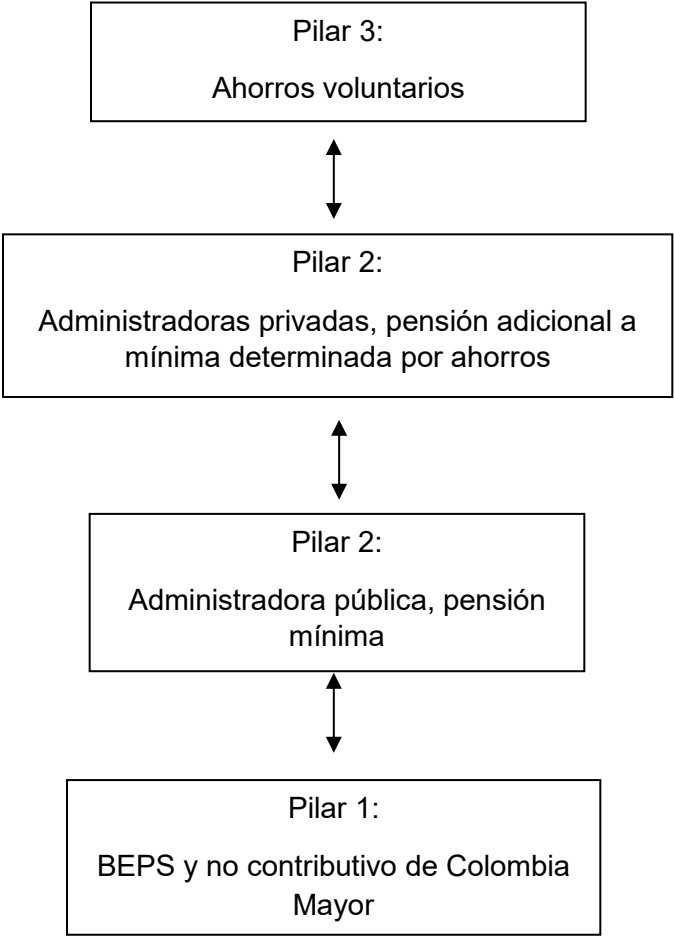 Pilar 3:
Ahorros voluntarios
Pilar 2:
Administradoras privadas, pensión adicional a
mínima determinada por ahorros
Pilar 2:
Administradora pública, pensión
mínima
Pilar 1:
BEPS y no contributivo de Colombia
Mayor